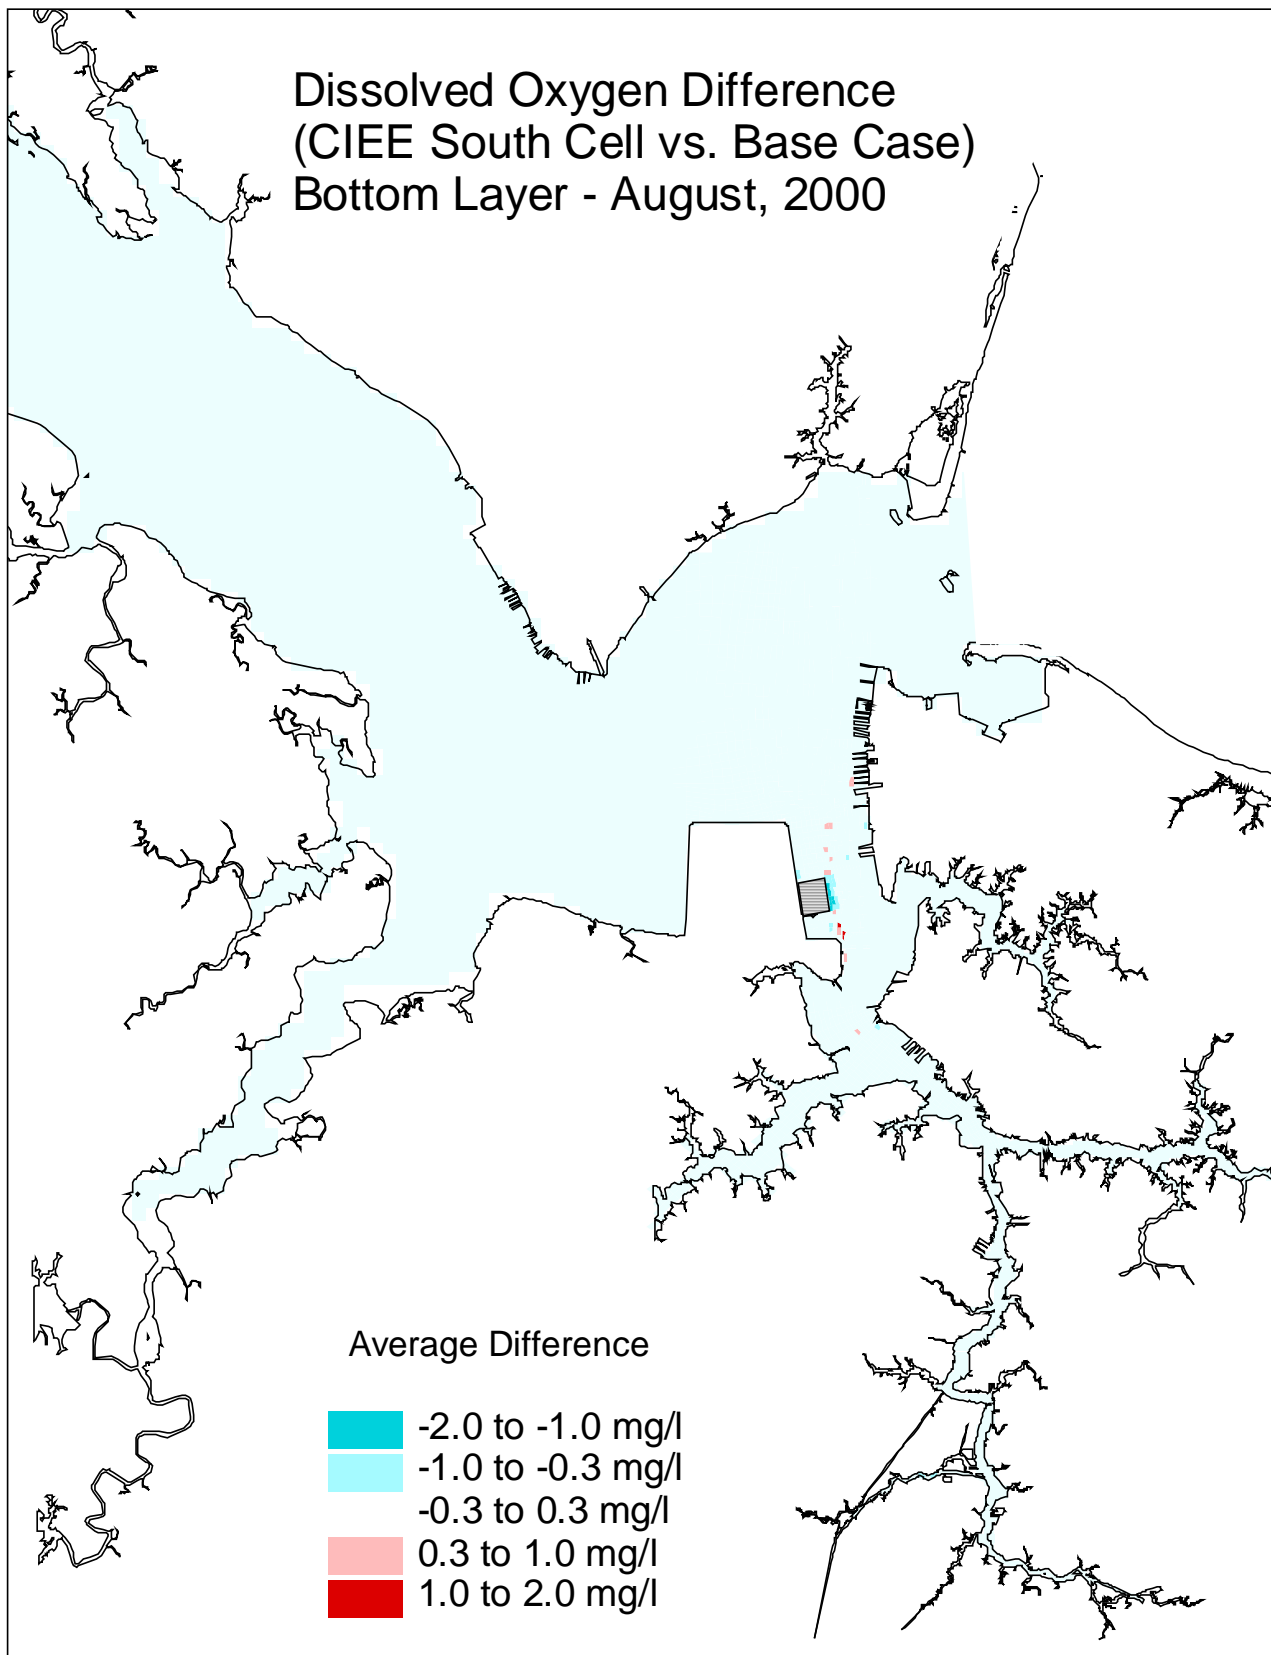 Dissolved Oxygen Difference
(CIEE South Cell vs. Base Case)
Bottom Layer - August, 2000
Average Difference
-2.0 to -1.0 mg/l
-1.0 to -0.3 mg/l
-0.3 to 0.3 mg/l
0.3 to 1.0 mg/l
1.0 to 2.0 mg/l